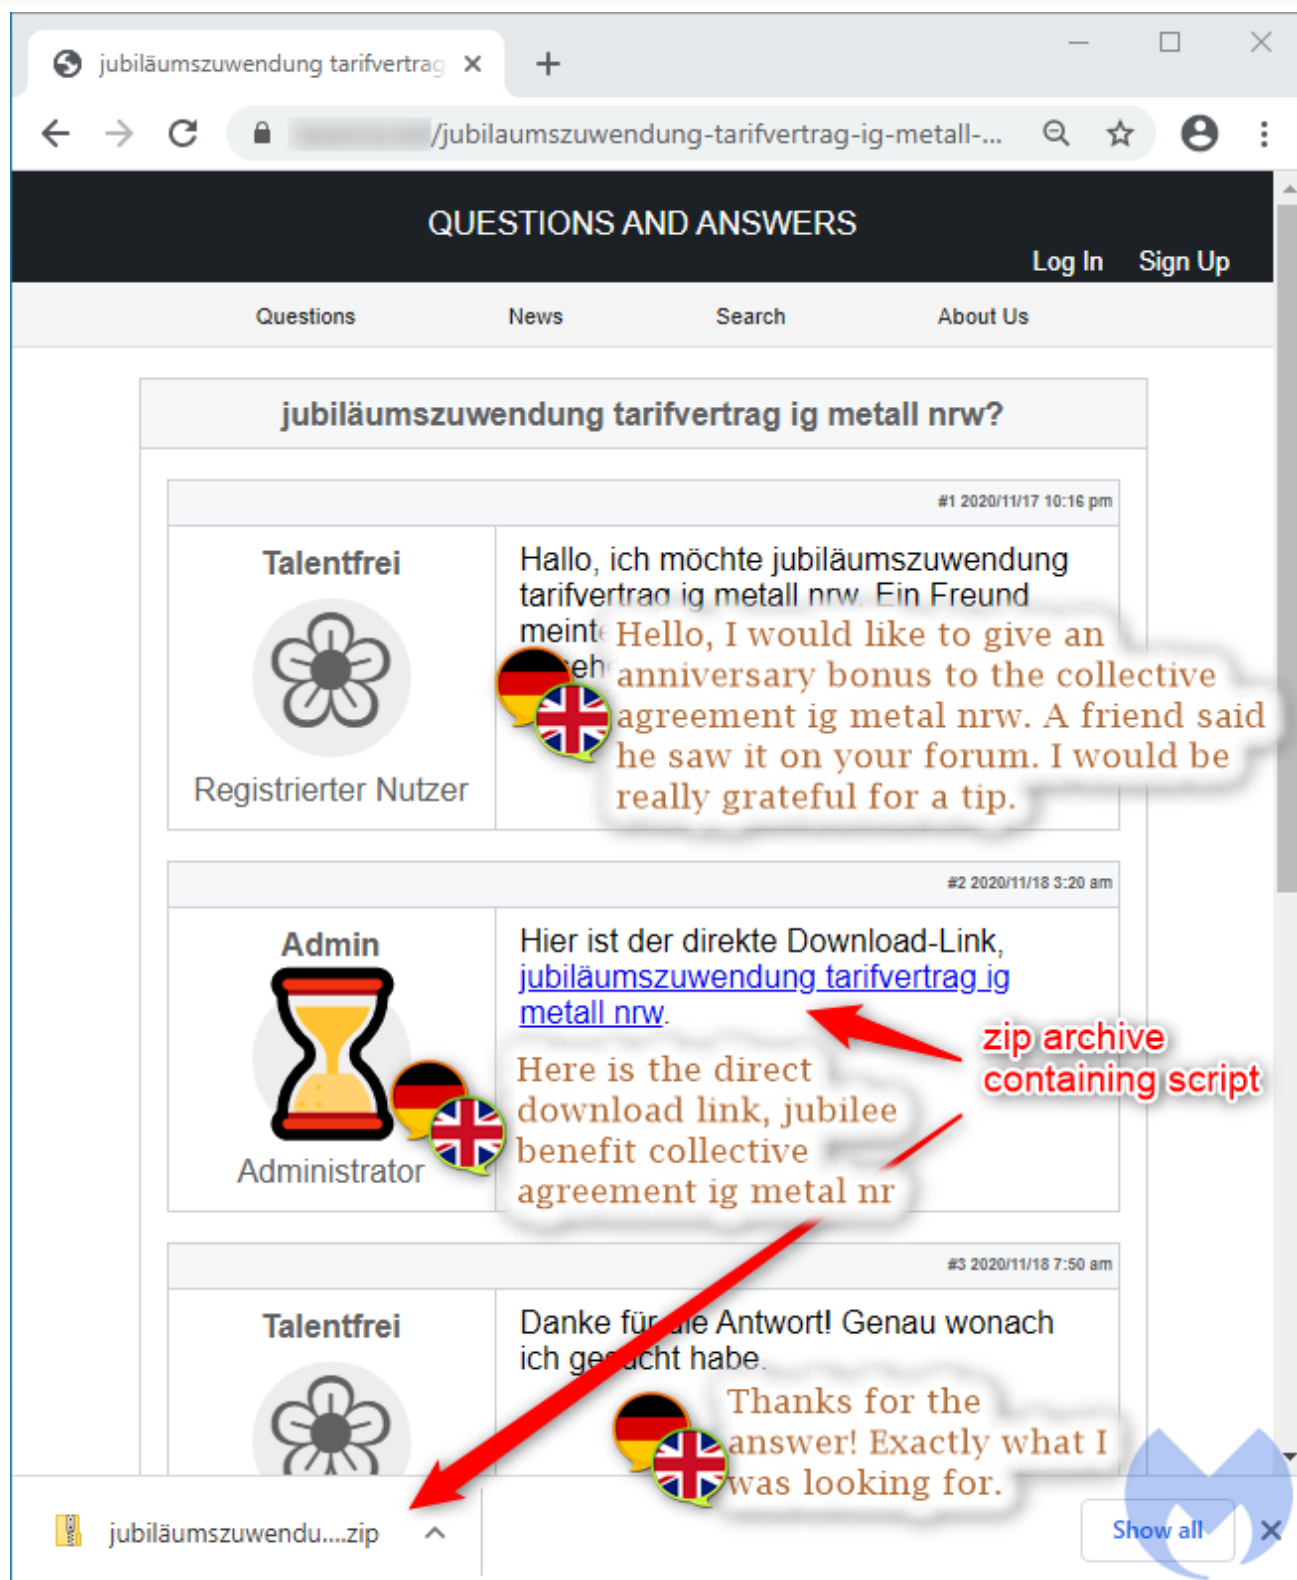 jubiläumszuwendung tarifvertrag
/jubilaumszuwendung-tarifvertrag-ig-metall-...
QUESTIONS AND ANSWERS
Log In Sign Up
Questions News Search About Us
jubiläumszuwendung tarifvertrag ig metall nrw?
#1 2020/11/17 10:16 pm
Talentfrei
Registrierter Nutzer
Hallo, ich möchte jubiläumszuwendung
tarifvertrag ig metall nrw. Ein Freund
meinte
Hello, I would like to give an
anniversary bonus to the collective
agreement ig metal nrw. A friend said
he saw it on your forum. I would be
really grateful for a tip.
#2 2020/11/18 3:20 am
Admin
Administrator
Hier ist der direkte Download-Link,
jubiläumszuwendung tarifvertrag ig
metall nrw.
zip archive
containing script
Here is the direct
download link, jubilee
benefit collective
agreement ig metal nr
#3 2020/11/18 7:50 am
Talentfrei
Danke für die Antwort! Genau wonach
ich gesucht habe.
Thanks for the
answer! Exactly what I
was looking for.
jubiläumszuwendu....zip
Show all